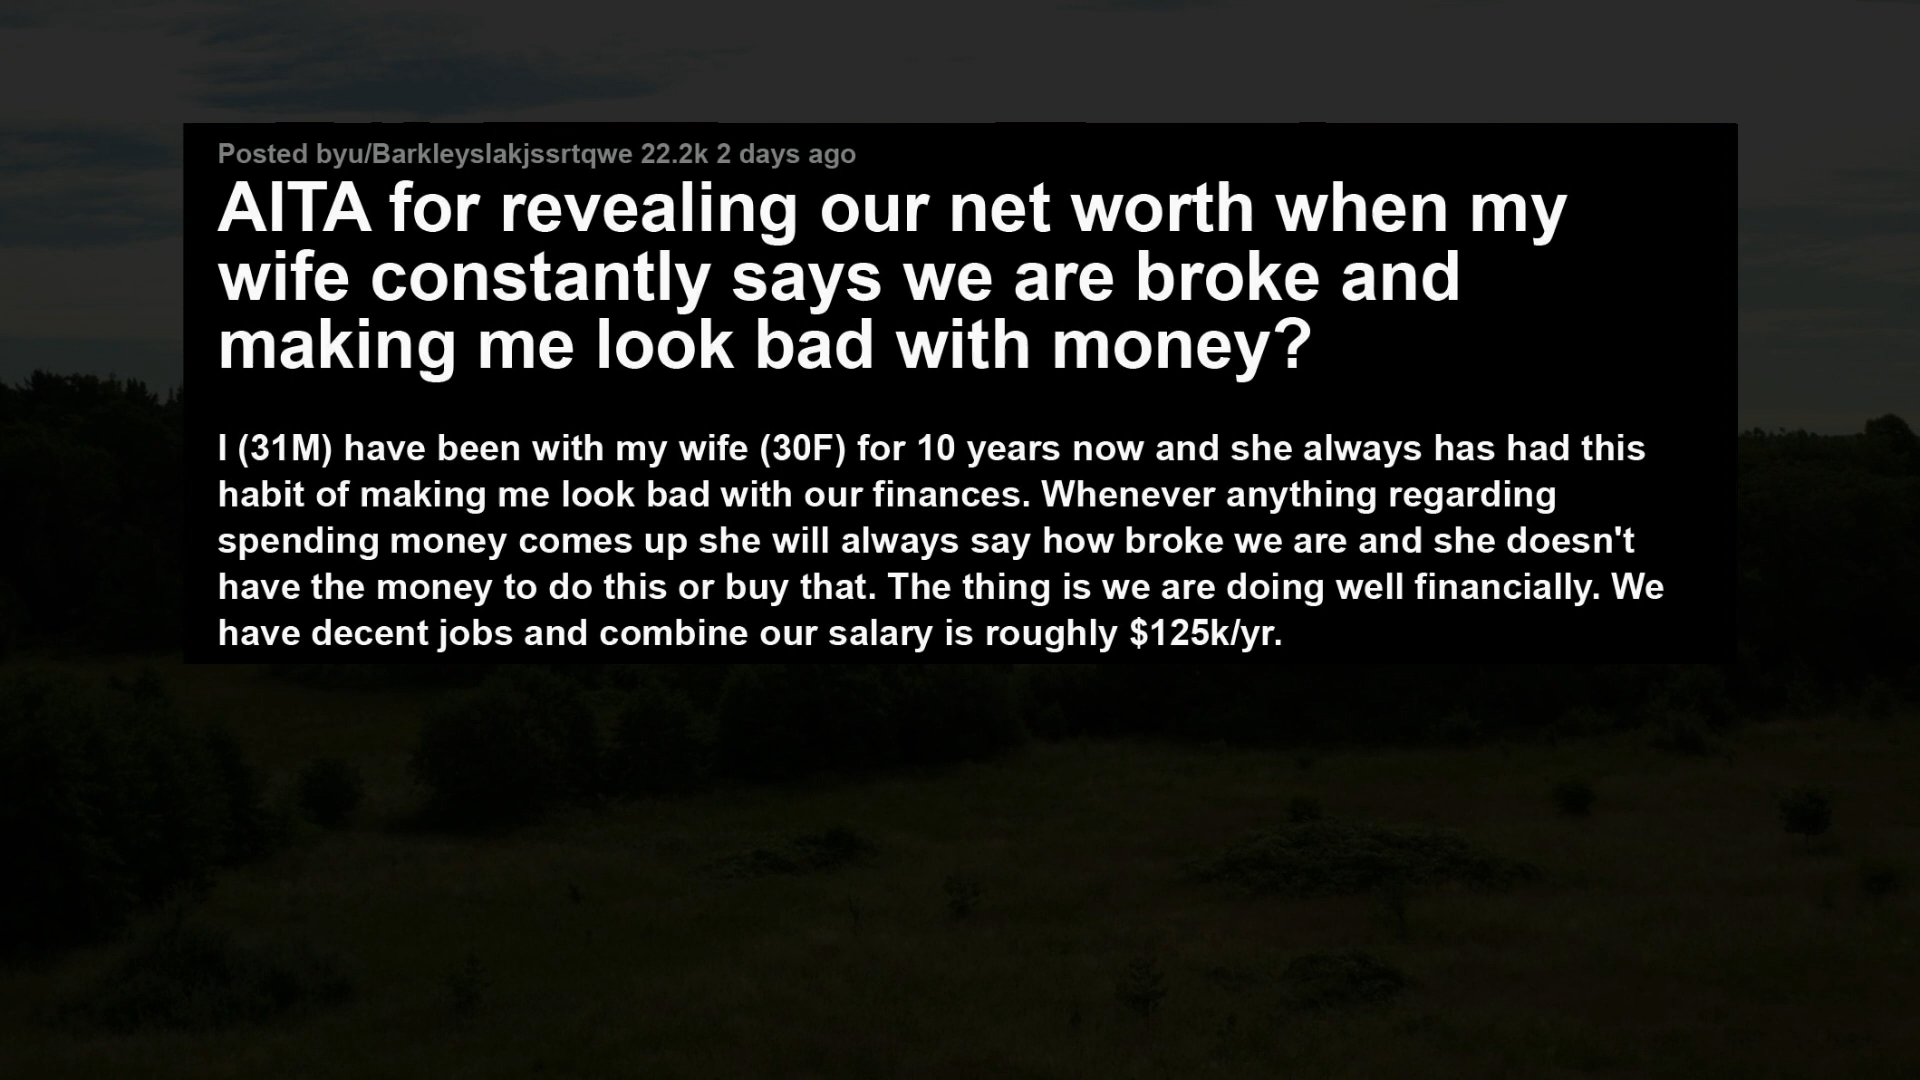 Posted byu/Barkleyslakjssrtqwe 22.2k 2 days ago
AITA for revealing our net worth when my
wife constantly says we are broke and
making me look bad with money?
I (31M) have been with my wife (30F) for 10 years now and she always has had this
habit of making me look bad with our finances. Whenever anything regarding
spending money comes up she will always say how broke we are and she doesn't
have the money to do this or buy that. The thing is we are doing well financially. We
have decent jobs and combine our salary is roughly $125k/yr.